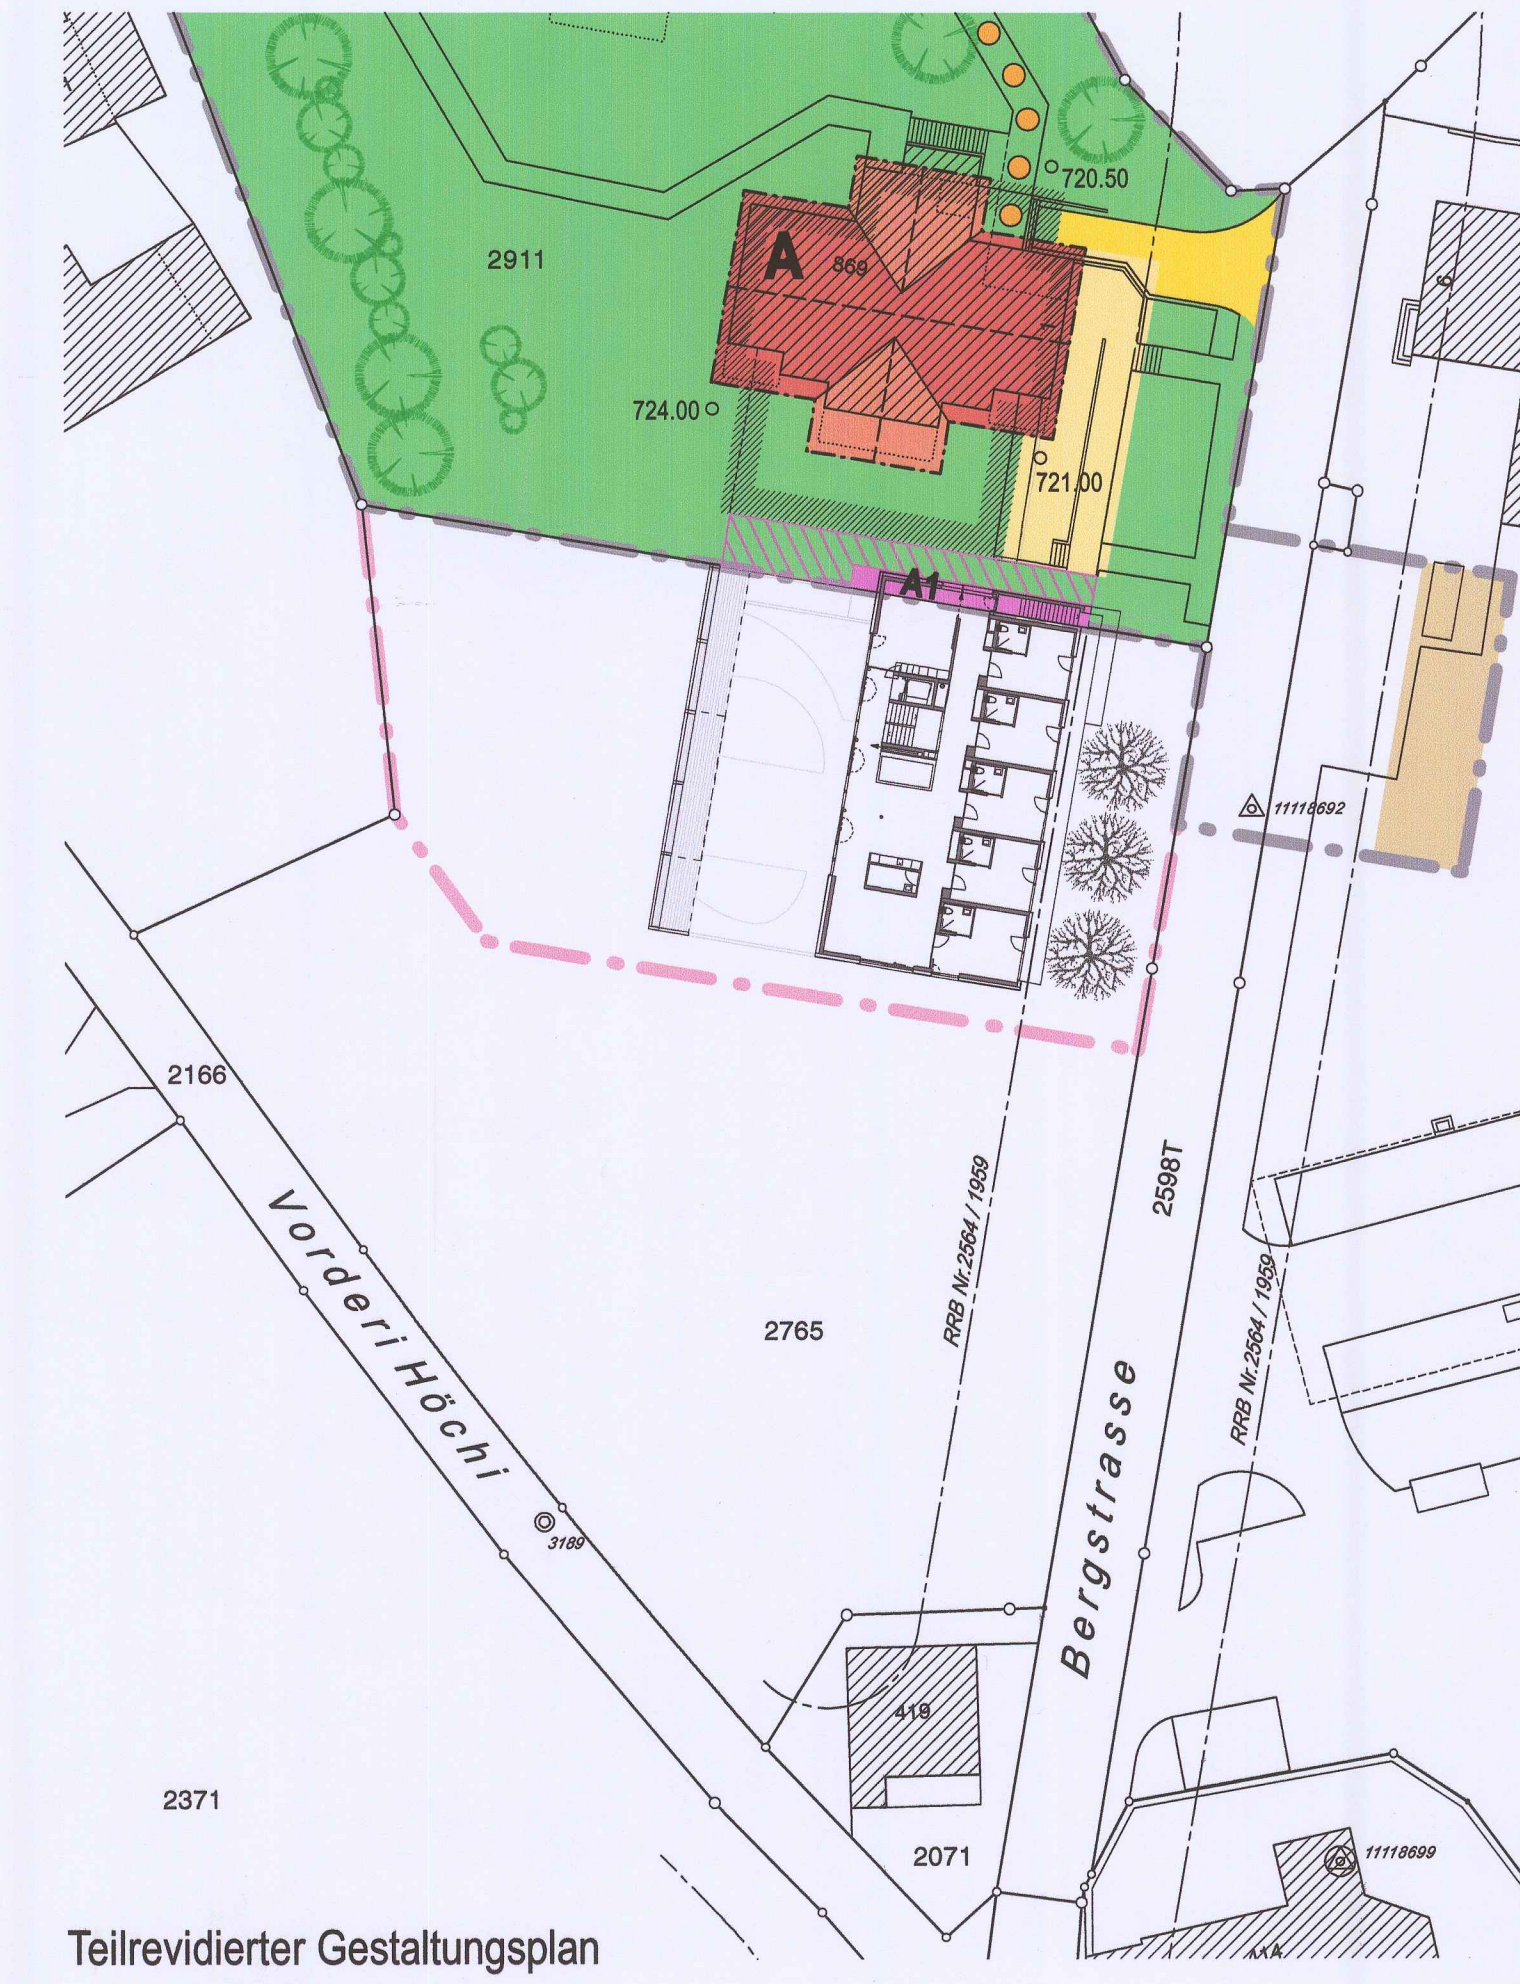 720.50
2911
A
869
6
724.00
721.00
A1
11118692
2166
2598T
RRB Nr.2564 / 1959
RRB Nr.2564 / 1959
Vorderi Höchi
2765
Bergstrasse
3189
419
2371
2071
11118699
Teilrevidierter Gestaltungsplan